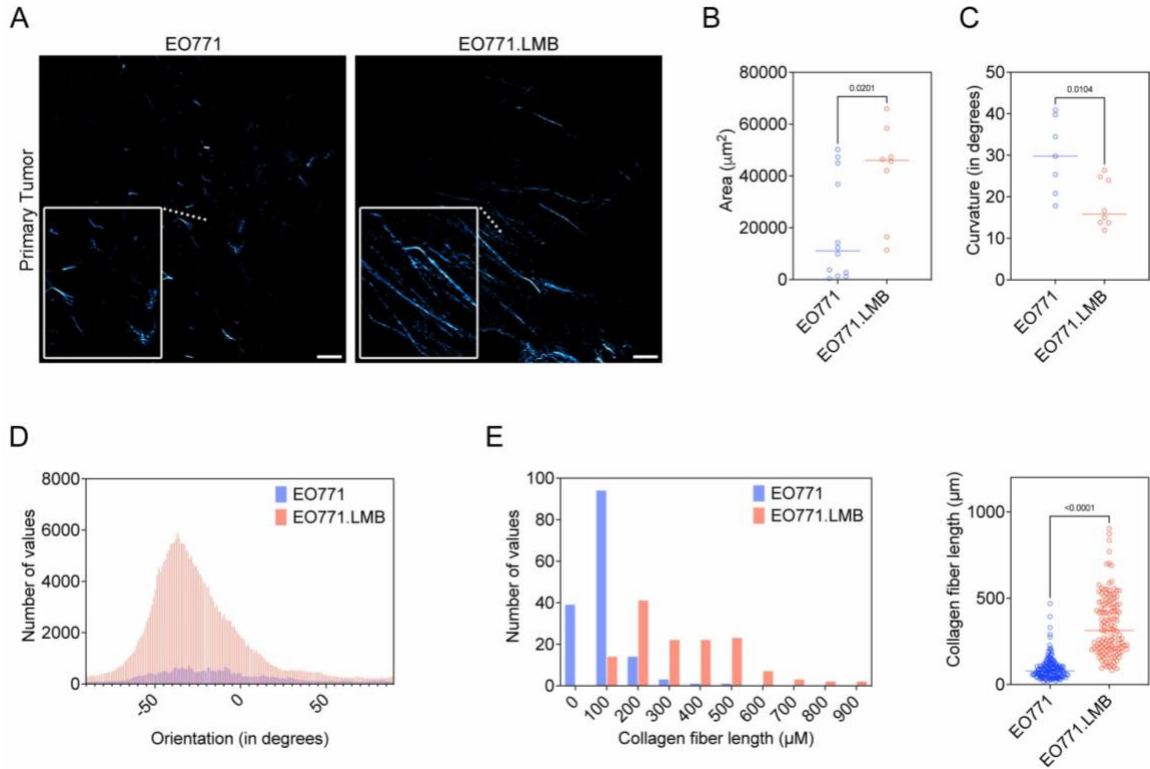 A
EO771
EO771.LMB
Primary Tumor
B
80000
60000
40000
20000
0
Area (μm²)
0.0201
EO771
EO771.LMB
C
50
40
30
20
10
0
Curvature (in degrees)
0.0104
EO771
EO771.LMB
D
8000
6000
4000
2000
0
Number of values
EO771
EO771.LMB
-50
0
50
Orientation (in degrees)
E
100
80
60
40
20
0
Number of values
EO771
EO771.LMB
0
100
200
300
400
500
600
700
800
900
Collagen fiber length (μM)
1000
500
0
Collagen fiber length (μm)
<0.0001
EO771
EO771.LMB